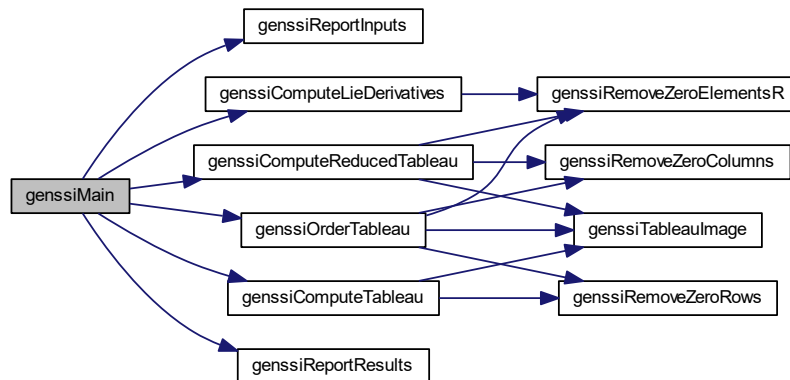 genssiMain
genssiReportInputs
genssiComputeLieDerivatives
genssiComputeReducedTableau
genssiOrderTableau
genssiComputeTableau
genssiReportResults
genssiRemoveZeroElementsR
genssiRemoveZeroColumns
genssiTableauImage
genssiRemoveZeroRows